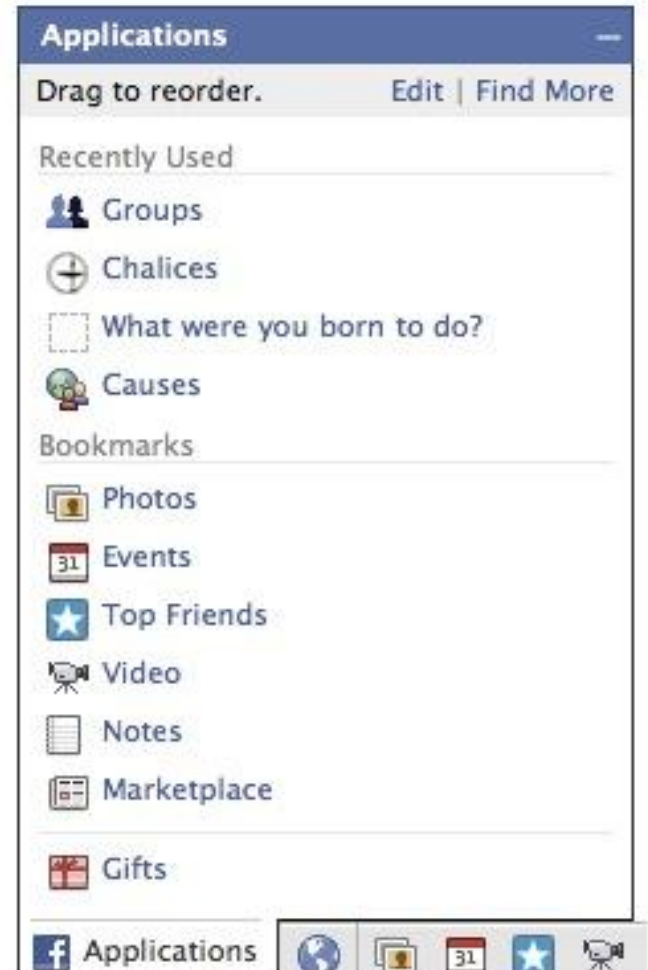 Applications
Drag to reorder. Edit | Find More
Recently Used
Groups
Chalices
What were you born to do?
Causes
Bookmarks
Photos
31 Events
Top Friends
Video
Notes
Marketplace
Gifts
f Applications 31